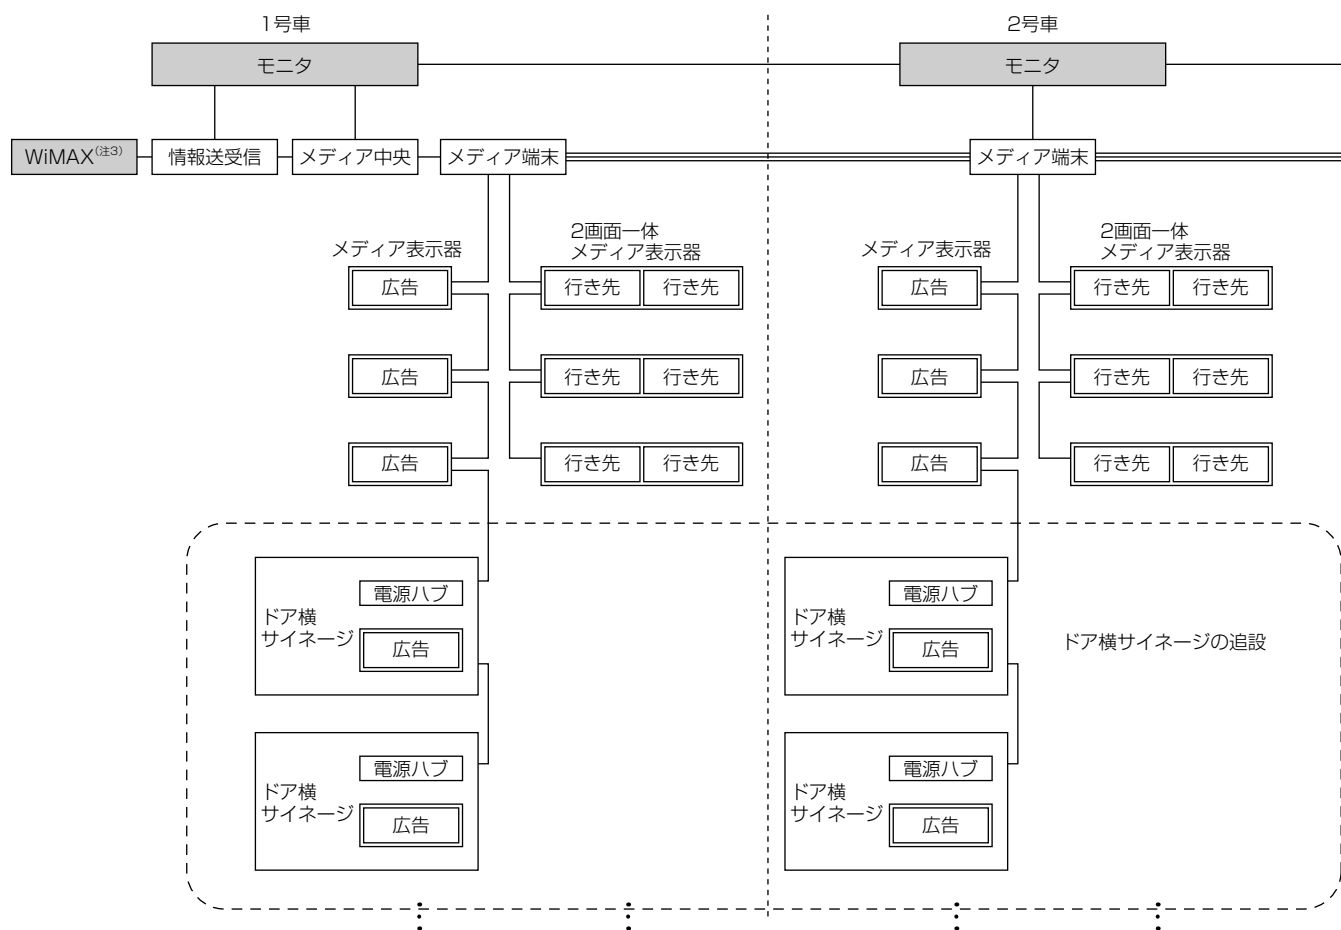 1号車
2号車
モニタ
モニタ
WiMAX(注3)
情報送受信
メディア中央
メディア端末
メディア端末
メディア表示器
2画面一体
メディア表示器
メディア表示器
2画面一体
メディア表示器
広告
行き先
行き先
広告
行き先
行き先
広告
行き先
行き先
広告
行き先
行き先
広告
行き先
行き先
広告
行き先
行き先
電源ハブ
ドア横
サイネージ
広告
電源ハブ
ドア横
サイネージ
広告
ドア横サイネージの追設
電源ハブ
ドア横
サイネージ
広告
電源ハブ
ドア横
サイネージ
広告